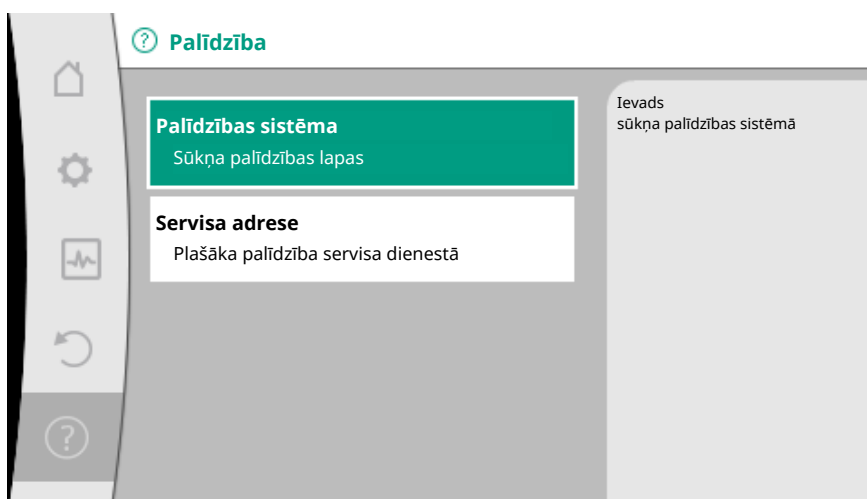 Palīdzība
Palīdzības sistēma
Sūkņa palīdzības lapas
Servisa adrese
Plašāka palīdzība servisa dienestā
Ievads
sūkņa palīdzības sistēmā